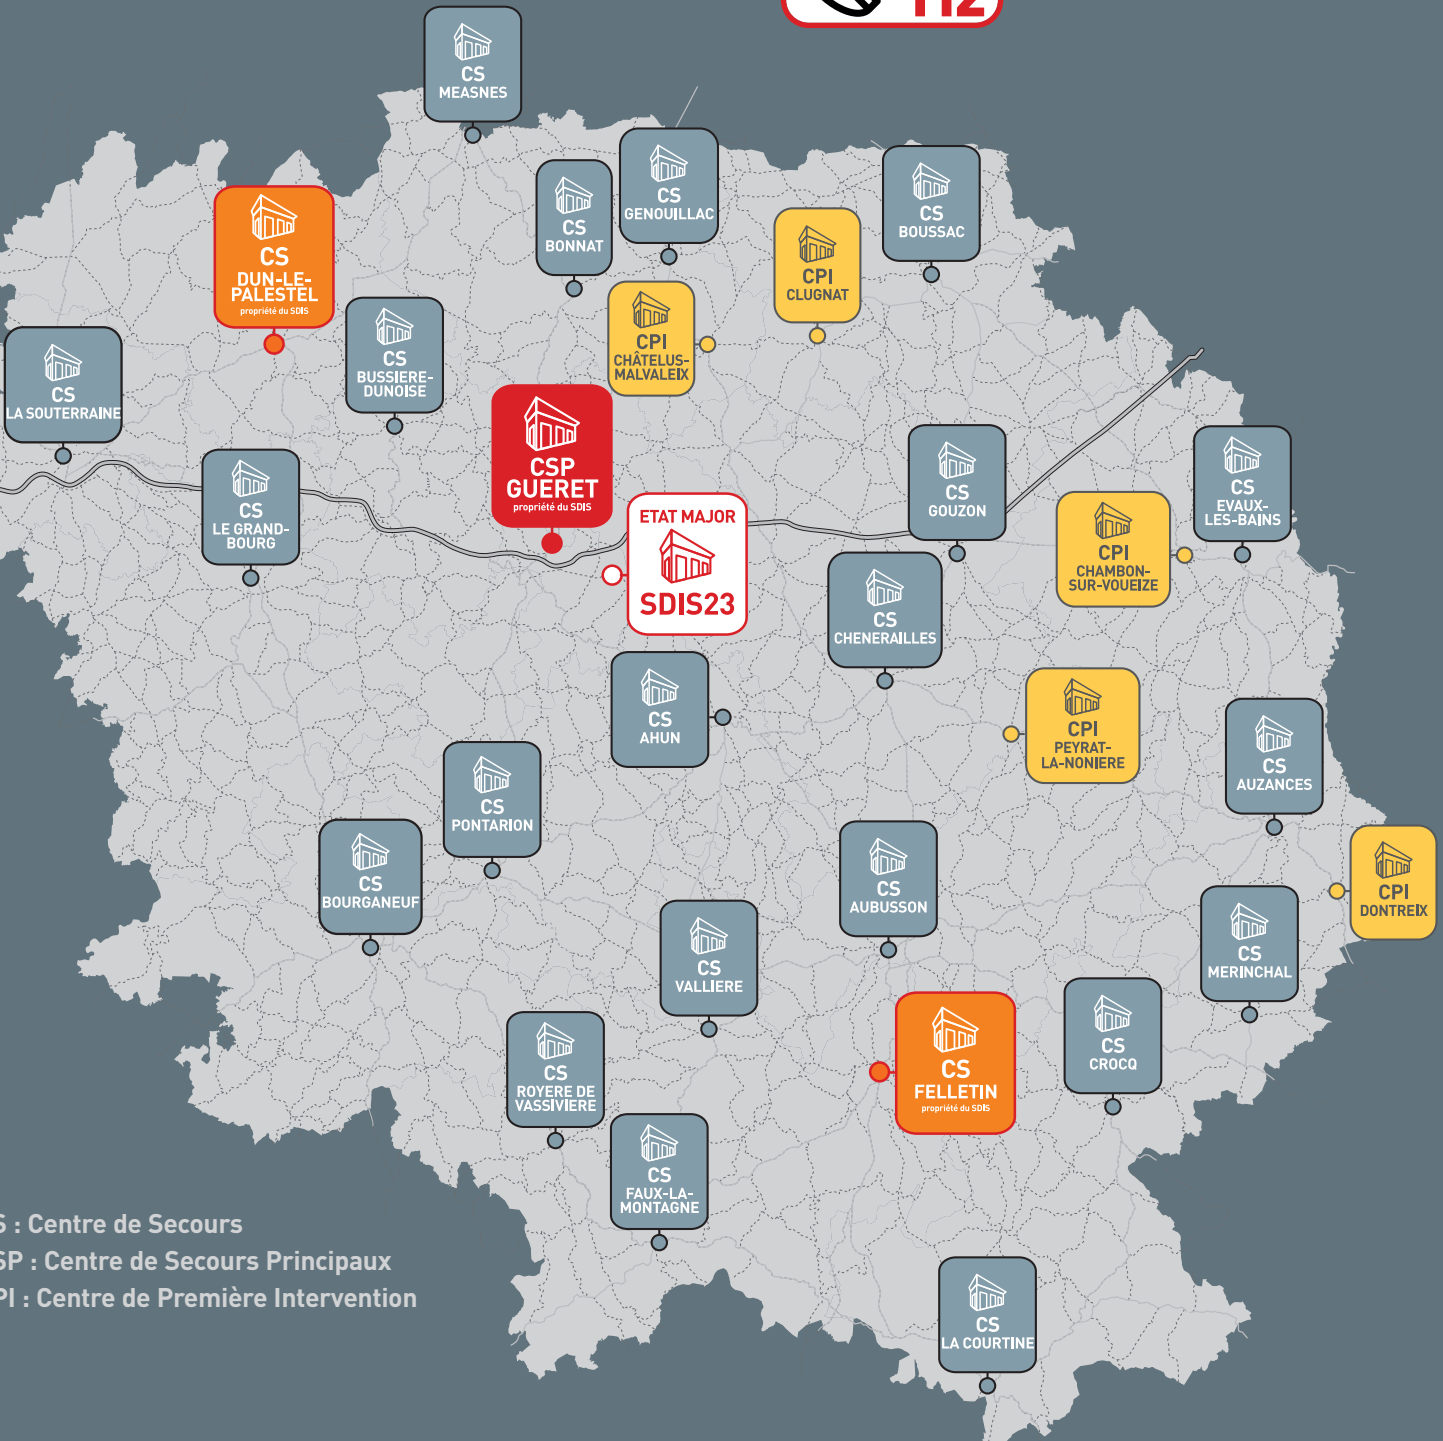 112
CS
MEASNES
CS
GENOUILLAC
CS
BONNAT
CS
BOUSSAC
CS
DUN-LE-
PALESTEL
propriété du SDIS
CPI
CLUGNAT
CPI
CHÂTELUS-
MALVALEIX
CS
BUSSIERE-
DUNOISE
CS
LA SOUTERRAINE
CSP
GUERET
propriété du SDIS
CS
LE GRAND-
BOURG
ETAT MAJOR
SDIS23
CS
GOUZON
CS
EVAUX-
LES-BAINS
CPI
CHAMBON-
SUR-VOUEIZE
CS
CHENERAILLES
CS
AHUN
CPI
PEYRAT-
LA-NONIERE
CS
AUZANCES
CS
PONTARION
CS
BOURGANEUF
CS
AUBUSSON
CPI
DONTREIX
CS
MERINCHAL
CS
VALLIERE
CS
CROCQ
CS
FELLETIN
propriété du SDIS
CS
ROYERE DE
VASSIVIERE
CS
FAUX-LA-
MONTAGNE
CS
LA COURTINE
S : Centre de Secours
SP : Centre de Secours Principaux
PI : Centre de Première Intervention